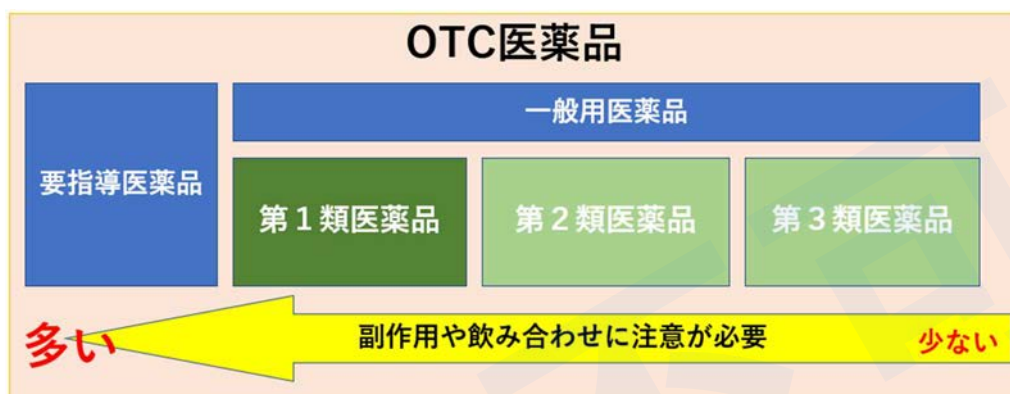 OTC医薬品
一般用医薬品
要指導医薬品
第１類医薬品
第２類医薬品
第３類医薬品
多い
副作用や飲み合わせに注意が必要
少ない